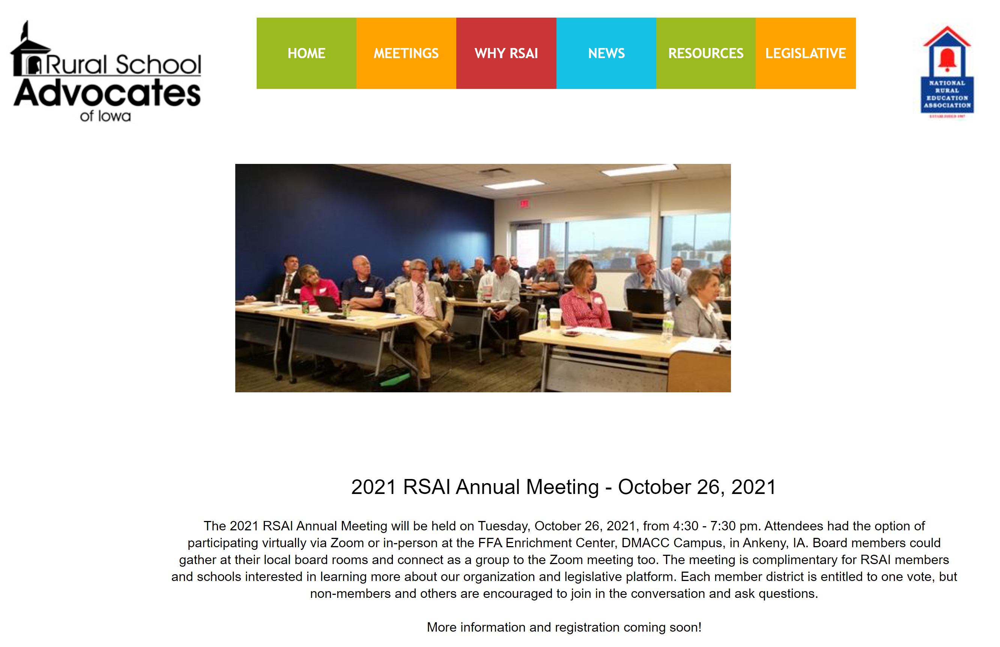 Rural School
Advocates
of Iowa
HOME
MEETINGS
WHY RSAI
NEWS
RESOURCES
LEGISLATIVE
NATIONAL
RURAL
EDUCATION
ASSOCIATION
ESTABLISHED 1907
2021 RSAI Annual Meeting - October 26, 2021
The 2021 RSAI Annual Meeting will be held on Tuesday, October 26, 2021, from 4:30 - 7:30 pm. Attendees had the option of
participating virtually via Zoom or in-person at the FFA Enrichment Center, DMACC Campus, in Ankeny, IA. Board members could
gather at their local board rooms and connect as a group to the Zoom meeting too. The meeting is complimentary for RSAI members
and schools interested in learning more about our organization and legislative platform. Each member district is entitled to one vote, but
non-members and others are encouraged to join in the conversation and ask questions.
More information and registration coming soon!